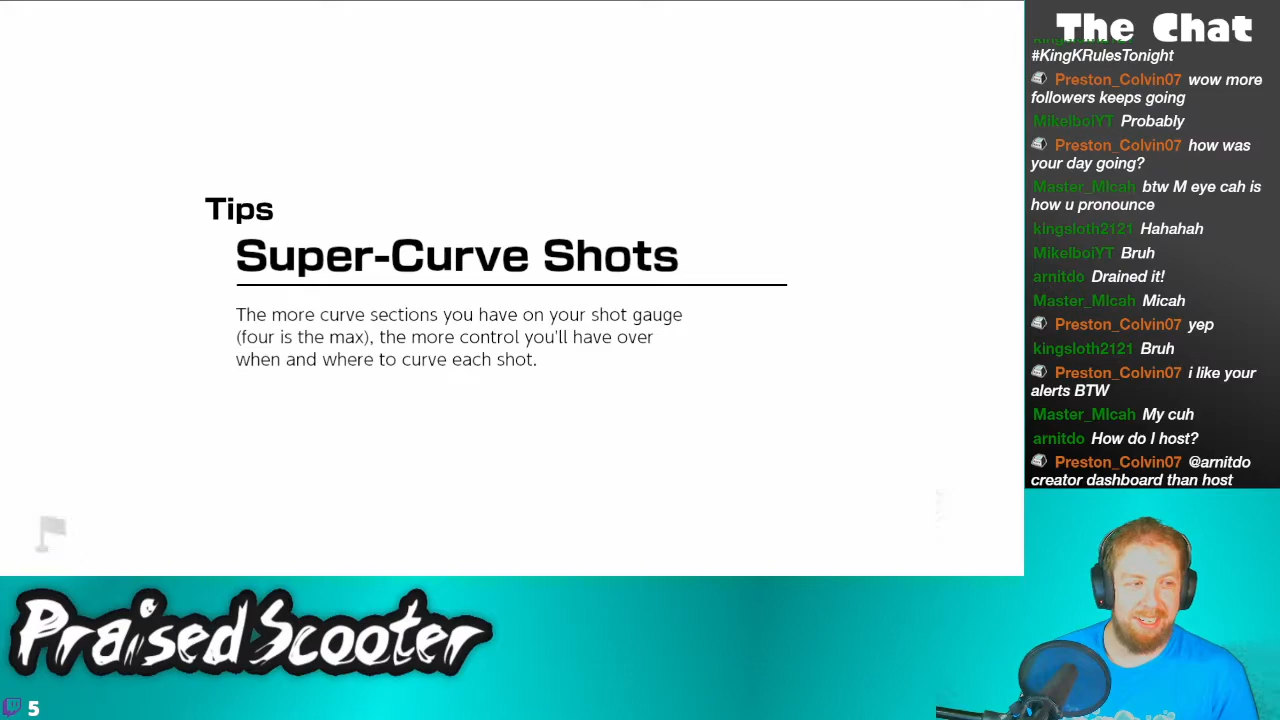 Tips
Super-Curve Shots
The more curve sections you have on your shot gauge
(four is the max), the more control you'll have over
when and where to curve each shot.
The Chat
#KingKRulesTonight
Preston_Colvin07 wow more
followers keeps going
MikelboiYT Probably
Preston_Colvin07 how was
your day going?
Master_MIcah btw M eye cah is
how u pronounce
kingsloth2121 Hahahah
MikelboiYT Bruh
arnitdo Drained it!
Master_MIcah Micah
Preston_Colvin07 yep
kingsloth2121 Bruh
Preston_Colvin07 i like your
alerts BTW
Master_MIcah My cuh
arnitdo How do I host?
Preston_Colvin07 @arnitdo
creator dashboard than host
PraisedScooter
5